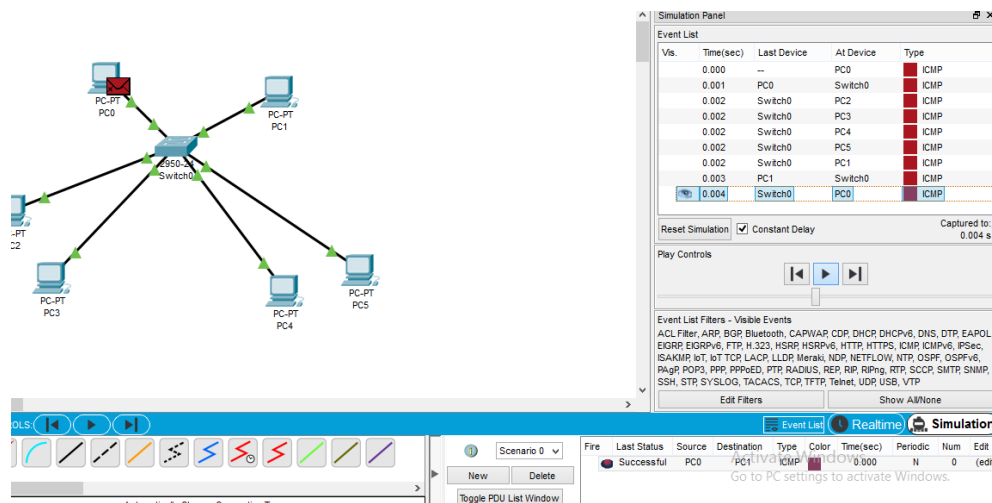 Simulation Panel
Event List
Vis. Time(sec) Last Device At Device Type
0.000 -- PC0 ICMP
0.001 PC0 Switch0 ICMP
0.002 Switch0 PC2 ICMP
0.002 Switch0 PC3 ICMP
0.002 Switch0 PC4 ICMP
0.002 Switch0 PC5 ICMP
0.002 Switch0 PC1 ICMP
0.003 PC1 Switch0 ICMP
0.004 Switch0 PC0 ICMP
Reset Simulation Constant Delay Captured to:
0.004 s
Play Controls
Event List Filters - Visible Events
ACL Filter, ARP, BGP, Bluetooth, CAPWAP, CDP, DHCP, DHCPv6, DNS, DTP, EAPOL
EIGRP, EIGRPv6, FTP, H.323, HSRP, HSRPv6, HTTP, HTTPS, ICMP, ICMPv6, IPSec,
ISAKMP, IoT, IoT TCP, LACP, LLDP, Meraki, NDP, NETFLOW, NTP, OSPF, OSPFv6,
PAgP, POP3, PPP, PPPoED, PTP, RADIUS, REP, RIP, RIPng, RTP, SCCP, SMTP, SNMP,
SSH, STP, SYSLOG, TACACS, TCP, TFTP, Telnet, UDP, USB, VTP
Edit Filters Show All/None
PC-PT
PC0
PC-PT
PC1
2950-24
Switch0
-PT
C2
PC-PT
PC3
PC-PT
PC4
PC-PT
PC5
OLS:
Event List Realtime Simulation
Scenario 0
New Delete
Toggle PDU List Window
Fire Last Status Source Destination Type Color Time(sec) Periodic Num Edit
Successful PC0 PC1 ICMP 0.000 N 0 (edi
Activate Windows
Go to PC settings to activate Windows.